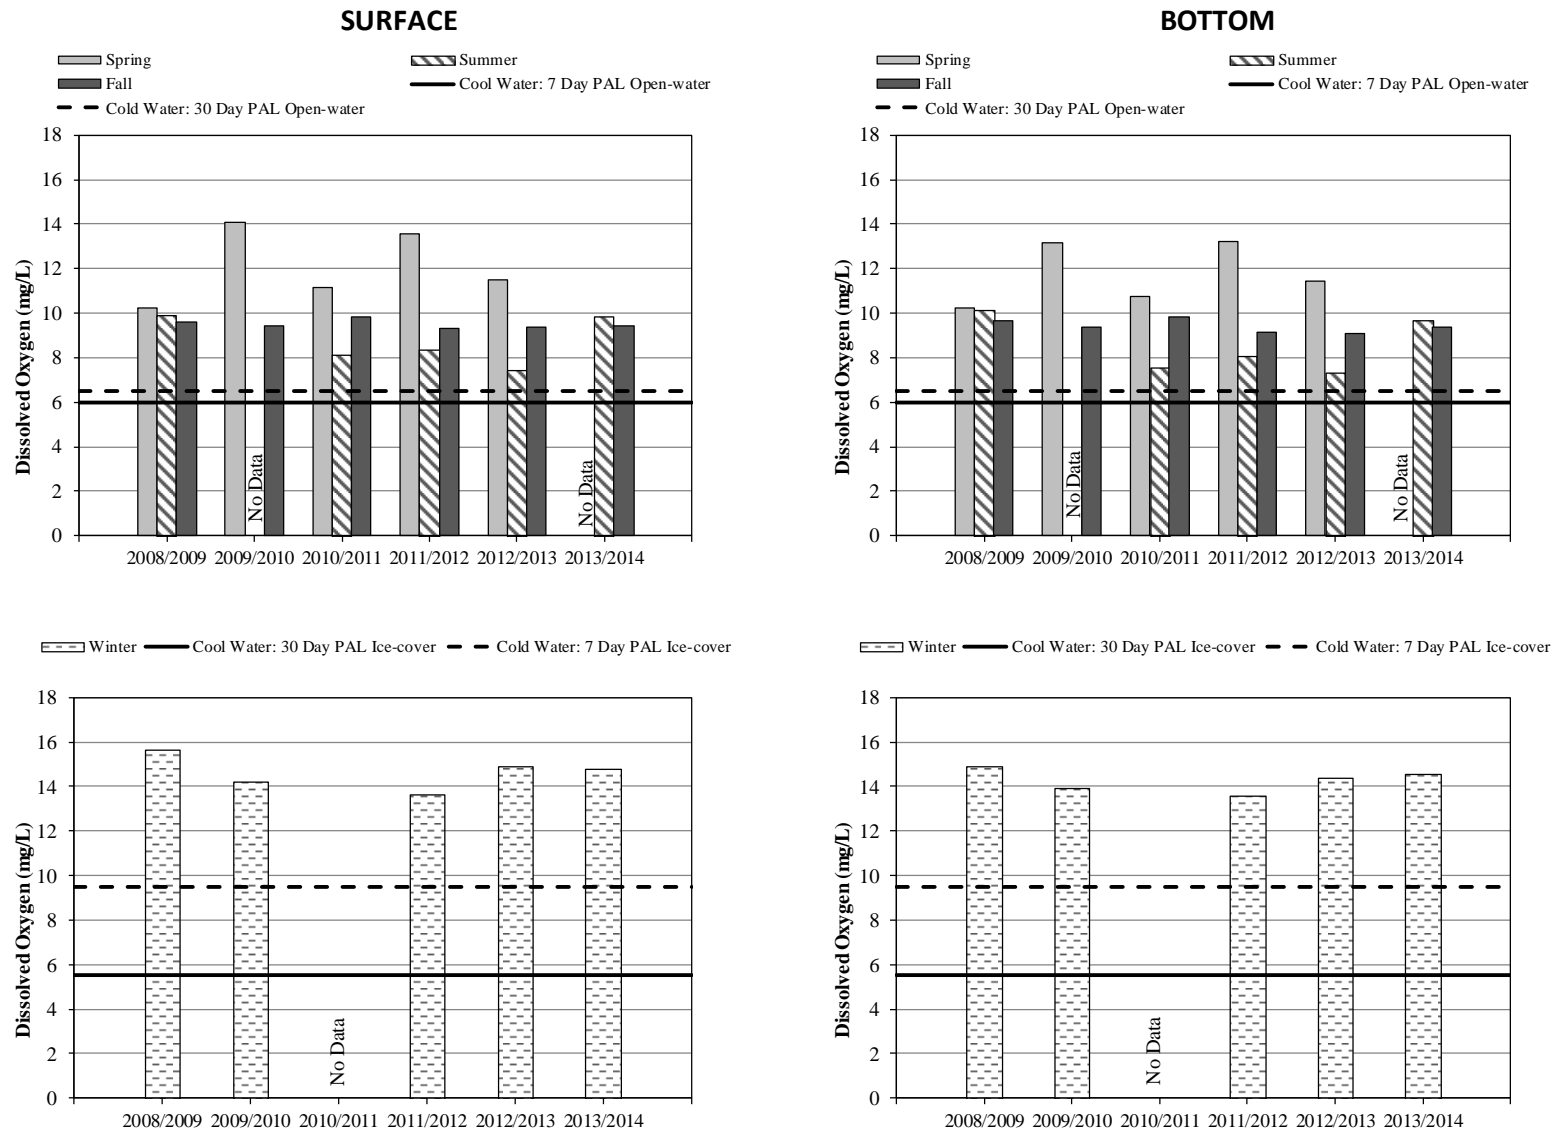 SURFACE
BOTTOM
Spring
Summer
Fall
Cool Water: 7 Day PAL Open-water
Cold Water: 30 Day PAL Open-water
Dissolved Oxygen (mg/L)
18
16
14
12
10
8
6
4
2
0
No Data
No Data
2008/2009 2009/2010 2010/2011 2011/2012 2012/2013 2013/2014
Spring
Summer
Fall
Cool Water: 7 Day PAL Open-water
Cold Water: 30 Day PAL Open-water
Dissolved Oxygen (mg/L)
18
16
14
12
10
8
6
4
2
0
No Data
No Data
2008/2009 2009/2010 2010/2011 2011/2012 2012/2013 2013/2014
Winter Cool Water: 30 Day PAL Ice-cover Cold Water: 7 Day PAL Ice-cover
Dissolved Oxygen (mg/L)
18
16
14
12
10
8
6
4
2
0
No Data
2008/2009 2009/2010 2010/2011 2011/2012 2012/2013 2013/2014
Winter Cool Water: 30 Day PAL Ice-cover Cold Water: 7 Day PAL Ice-cover
Dissolved Oxygen (mg/L)
18
16
14
12
10
8
6
4
2
0
No Data
2008/2009 2009/2010 2010/2011 2011/2012 2012/2013 2013/2014